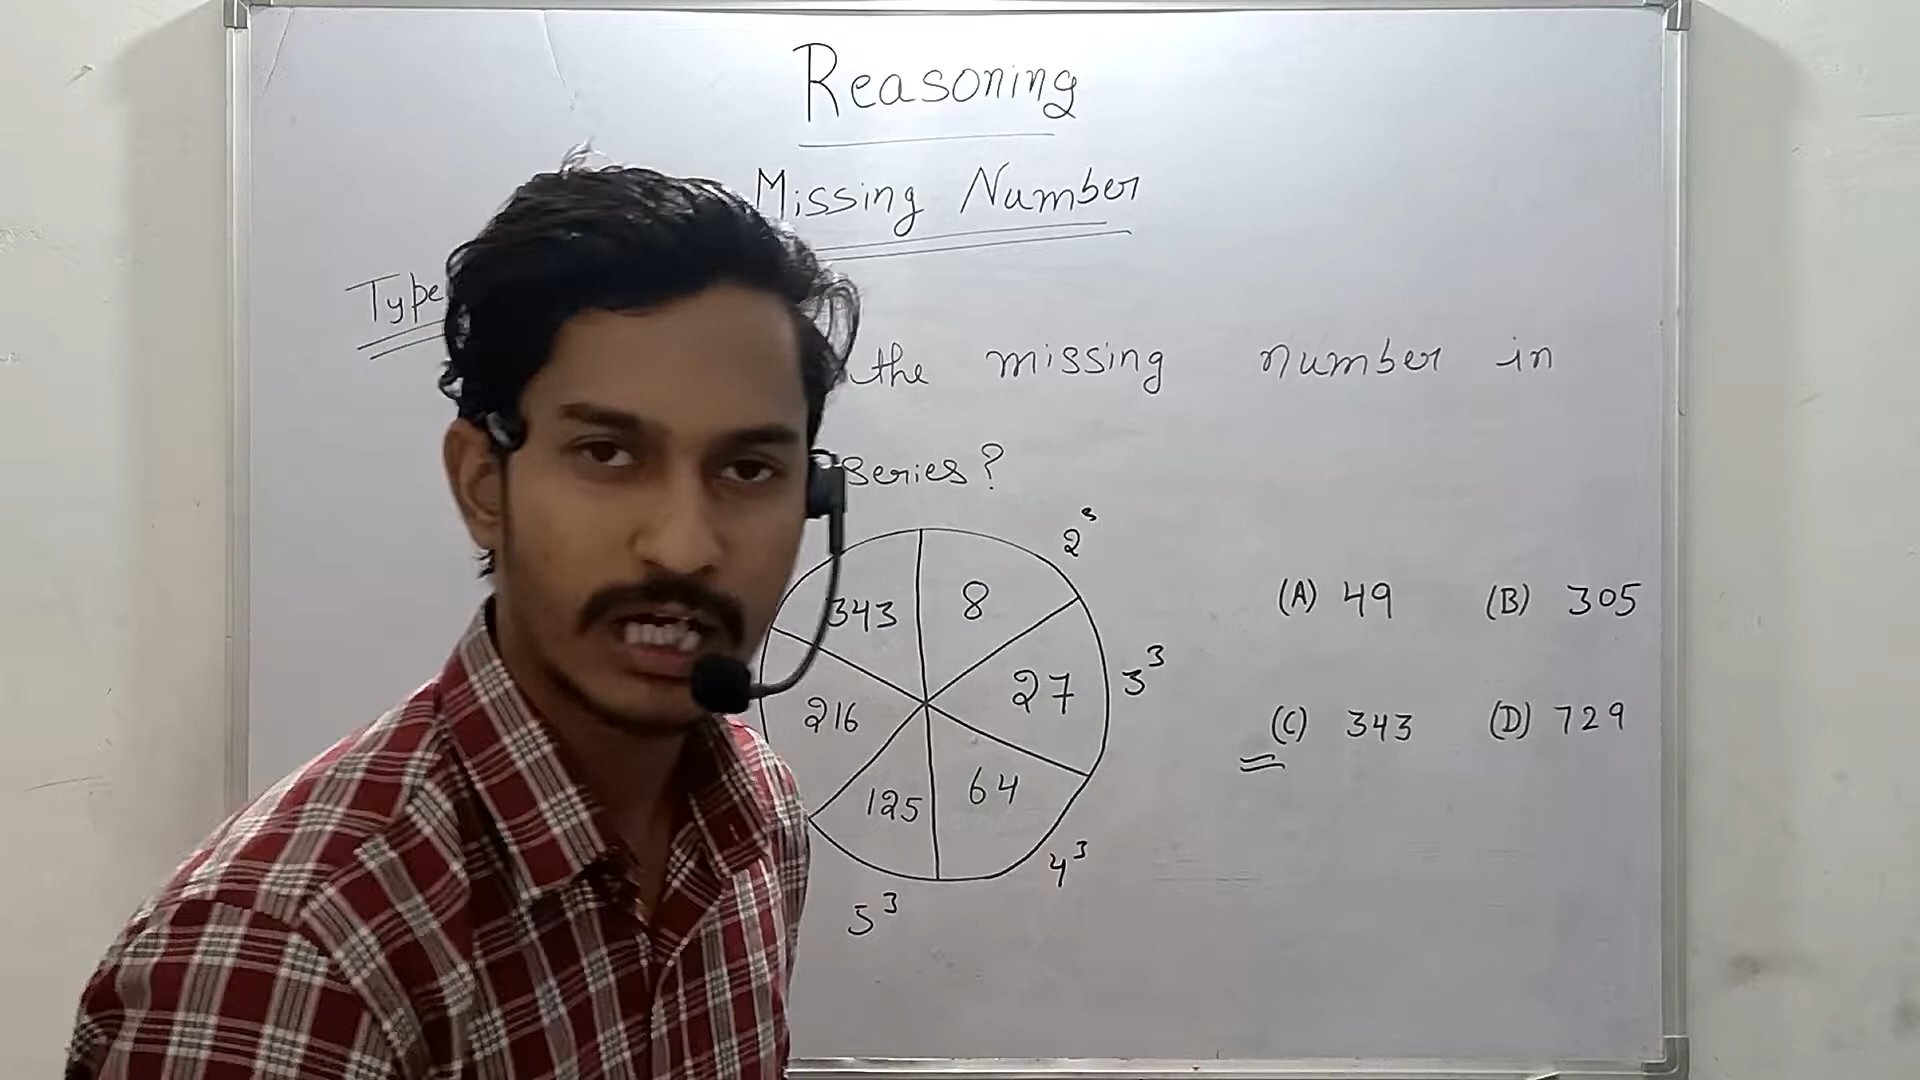 Reasoning
Missing Number
Type
the missing number in
series?
2³
343 8
(A) 49 (B) 305
27 3³
216
(C) 343 (D) 729
125 64
4³
5³